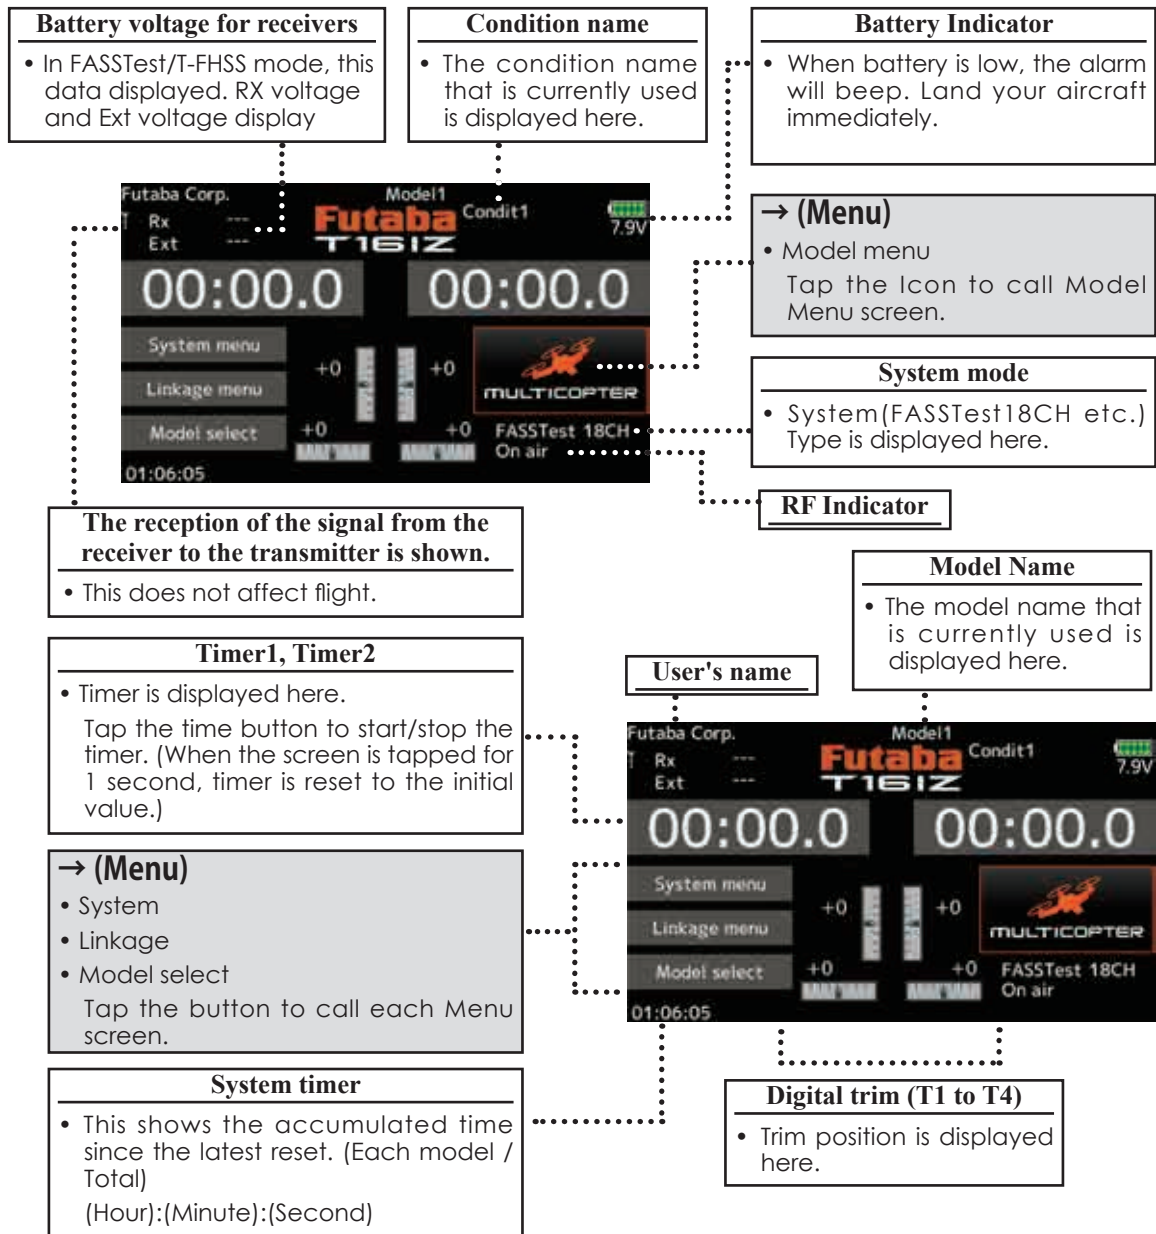 Battery voltage for receivers
• In FASSTest/T-FHSS mode, this
data displayed. RX voltage
and Ext voltage display
Condition name
• The condition name
that is currently used
is displayed here.
Battery Indicator
• When battery is low, the alarm
will beep. Land your aircraft
immediately.
Futaba Corp.
Model1
Rx ---
Ext ---
Futaba
T16IZ
Condit1
7.9V
00:00.0
00:00.0
System menu
Linkage menu
Model select
+0
+0
+0
+0
MULTICOPTER
FASSTest 18CH
On air
01:06:05
→ (Menu)
• Model menu
Tap the Icon to call Model
Menu screen.
System mode
• System(FASSTest18CH etc.)
Type is displayed here.
RF Indicator
The reception of the signal from the
receiver to the transmitter is shown.
• This does not affect flight.
Model Name
• The model name that
is currently used is
displayed here.
User's name
Timer1, Timer2
• Timer is displayed here.
Tap the time button to start/stop the
timer. (When the screen is tapped for
1 second, timer is reset to the initial
value.)
→ (Menu)
• System
• Linkage
• Model select
Tap the button to call each Menu
screen.
Futaba Corp.
Model1
Rx ---
Ext ---
Futaba
T16IZ
Condit1
7.9V
00:00.0
00:00.0
System menu
Linkage menu
Model select
+0
+0
+0
+0
MULTICOPTER
FASSTest 18CH
On air
01:06:05
System timer
• This shows the accumulated time
since the latest reset. (Each model /
Total)
(Hour):(Minute):(Second)
Digital trim (T1 to T4)
• Trim position is displayed
here.